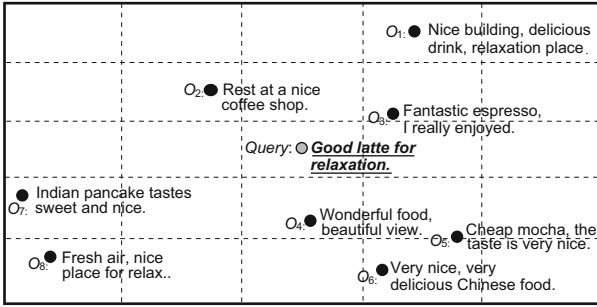 O1: Nice building, delicious
drink, relaxation place.
O2: Rest at a nice
coffee shop.
O3: Fantastic espresso,
I really enjoyed.
Query: Good latte for
relaxation.
O7: Indian pancake tastes
sweet and nice.
O4: Wonderful food,
beautiful view.
O5: Cheap mocha, the
taste is very nice.
O8: Fresh air, nice
place for relax..
O6: Very nice, very
delicious Chinese food.